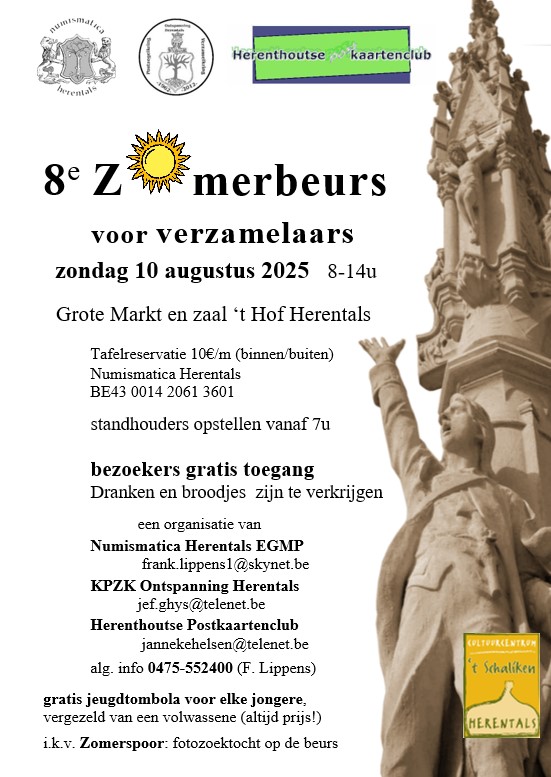 numismatica
herentals
Herenthoutse postkaartenclub
8e Z merbeurs
voor verzamelaars
zondag 10 augustus 2025 8-14u
Grote Markt en zaal ‘t Hof Herentals
Tafelreservatie 10€/m (binnen/buiten)
Numismatica Herentals
BE43 0014 2061 3601
standhouders opstellen vanaf 7u
bezoekers gratis toegang
Dranken en broodjes zijn te verkrijgen
een organisatie van
Numismatica Herentals EGMP
frank.lippens1@skynet.be
KPZK Ontspanning Herentals
jef.ghys@telenet.be
Herenthoutse Postkaartenclub
jannekehelsen@telenet.be
alg. info 0475-552400 (F. Lippens)
gratis jeugdtombola voor elke jongere,
vergezeld van een volwassene (altijd prijs!)
i.k.v. Zomerspoor: fotozoektocht op de beurs
CULTUURCENTRUM
't Schaliken
HERENTALS